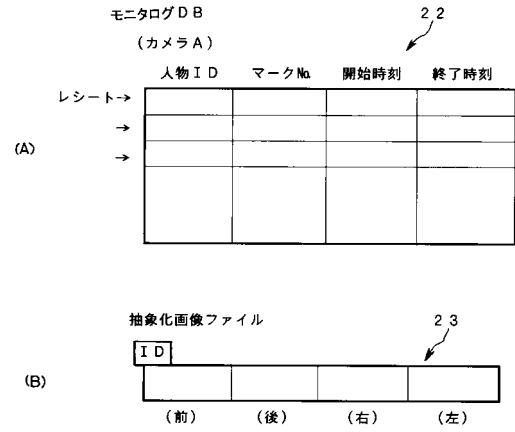 モニタログDB 22
(カメラA)
人物ID マークNo. 開始時刻 終了時刻
レシート→
→
(A) →
抽象化画像ファイル 23
ID
(B)
(前) (後) (右) (左)